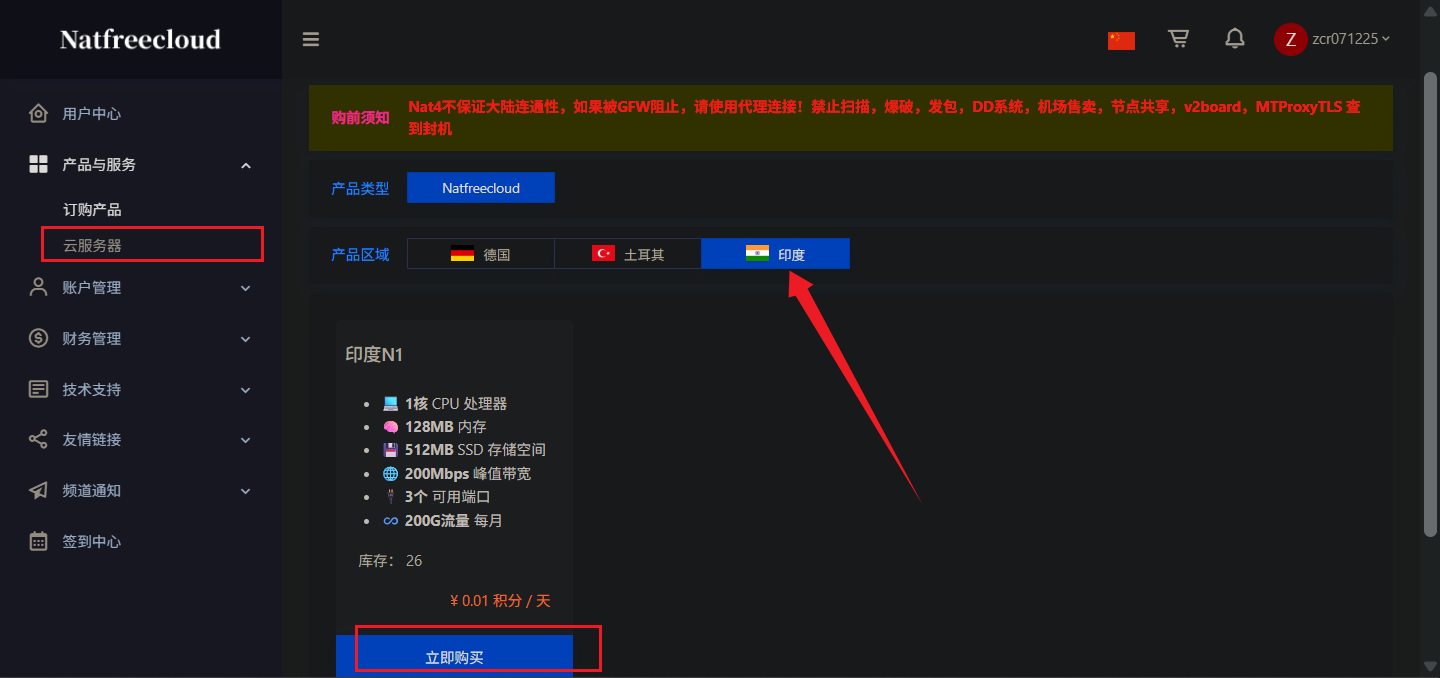 Natfreecloud
zcr071225
Z
用户中心
产品与服务
订购产品
云服务器
账户管理
财务管理
技术支持
友情链接
频道通知
签到中心
购前须知
Nat4不保证大陆连通性，如果被GFW阻止，请使用代理连接！禁止扫描，爆破，发包，DD系统，机场售卖，节点共享，v2board，MTProxyTLS 查
到封机
产品类型
Natfreecloud
产品区域
德国
土耳其
印度
印度N1
1核 CPU 处理器
128MB 内存
512MB SSD 存储空间
200Mbps 峰值带宽
3个 可用端口
200G流量 每月
库存： 26
¥ 0.01 积分 / 天
立即购买